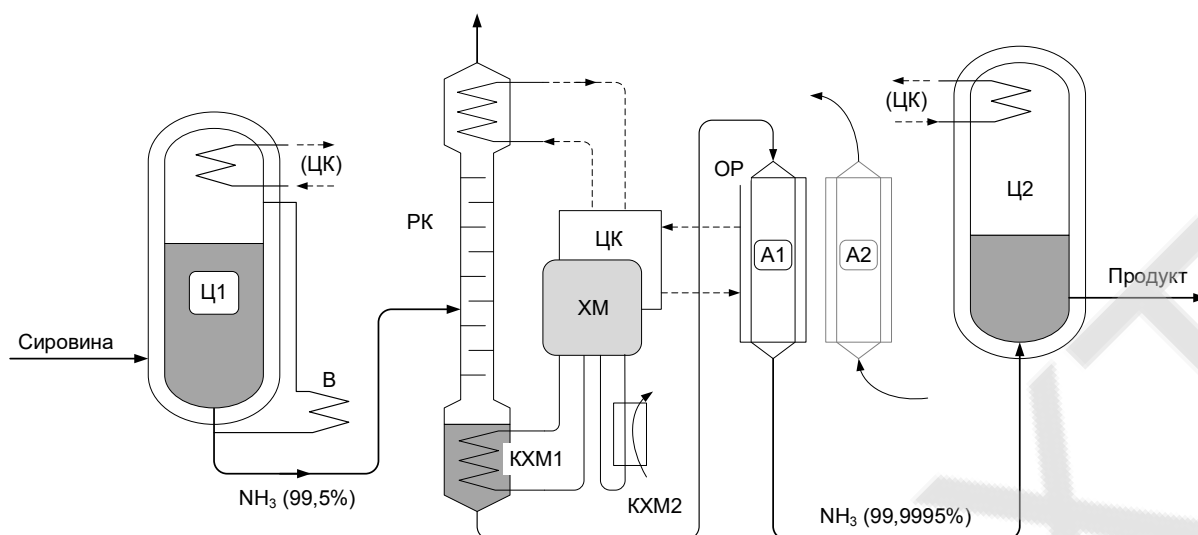 (ЦК)
(ЦК)
ОР
Ц2
РК
ЦК
А1
А2
Продукт
Ц1
ХМ
Сировина
В
КХМ1
NH₃ (99,5%)
КХМ2
NH₃ (99,9995%)